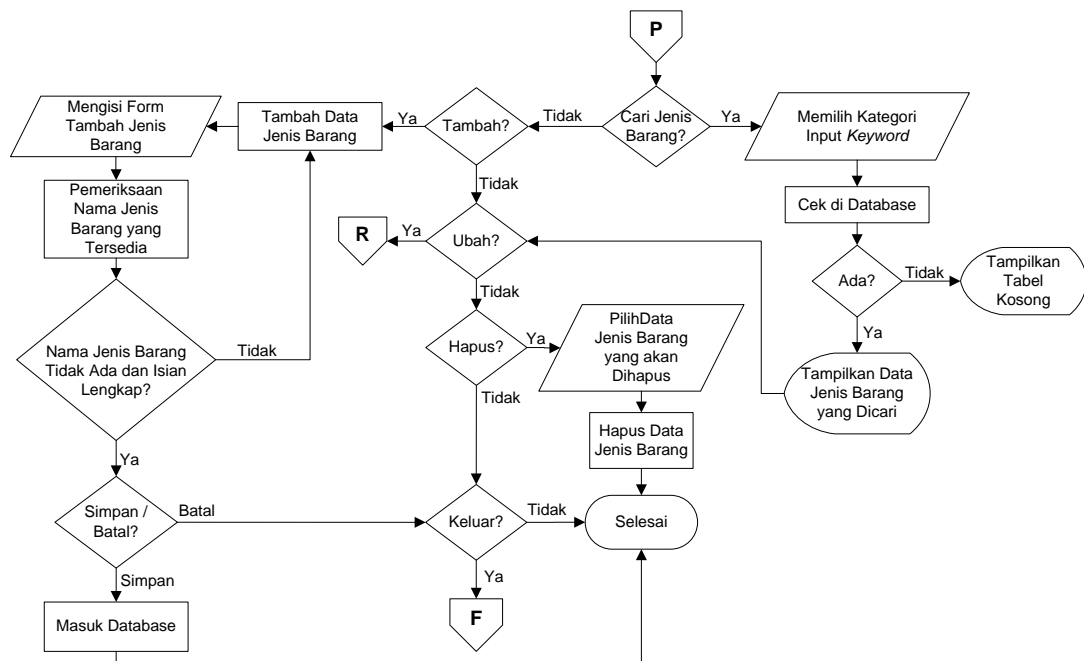 P
Cari Jenis
Barang?
Tidak
Ya
Tambah?
Ya
Tidak
Tambah Data
Jenis Barang
Mengisi Form
Tambah Jenis
Barang
Pemeriksaan
Nama Jenis
Barang yang
Tersedia
Nama Jenis Barang
Tidak Ada dan Isian
Lengkap?
Tidak
Ya
Simpan /
Batal?
Batal
Simpan
Masuk Database
Memilih Kategori
Input Keyword
Cek di Database
Ada?
Tidak
Tampilkan
Tabel
Kosong
Ya
Tampilkan Data
Jenis Barang
yang Dicari
Ubah?
Ya
R
Tidak
Hapus?
Ya
PilihData
Jenis Barang
yang akan
Dihapus
Tidak
Hapus Data
Jenis Barang
Keluar?
Tidak
Selesai
Ya
F